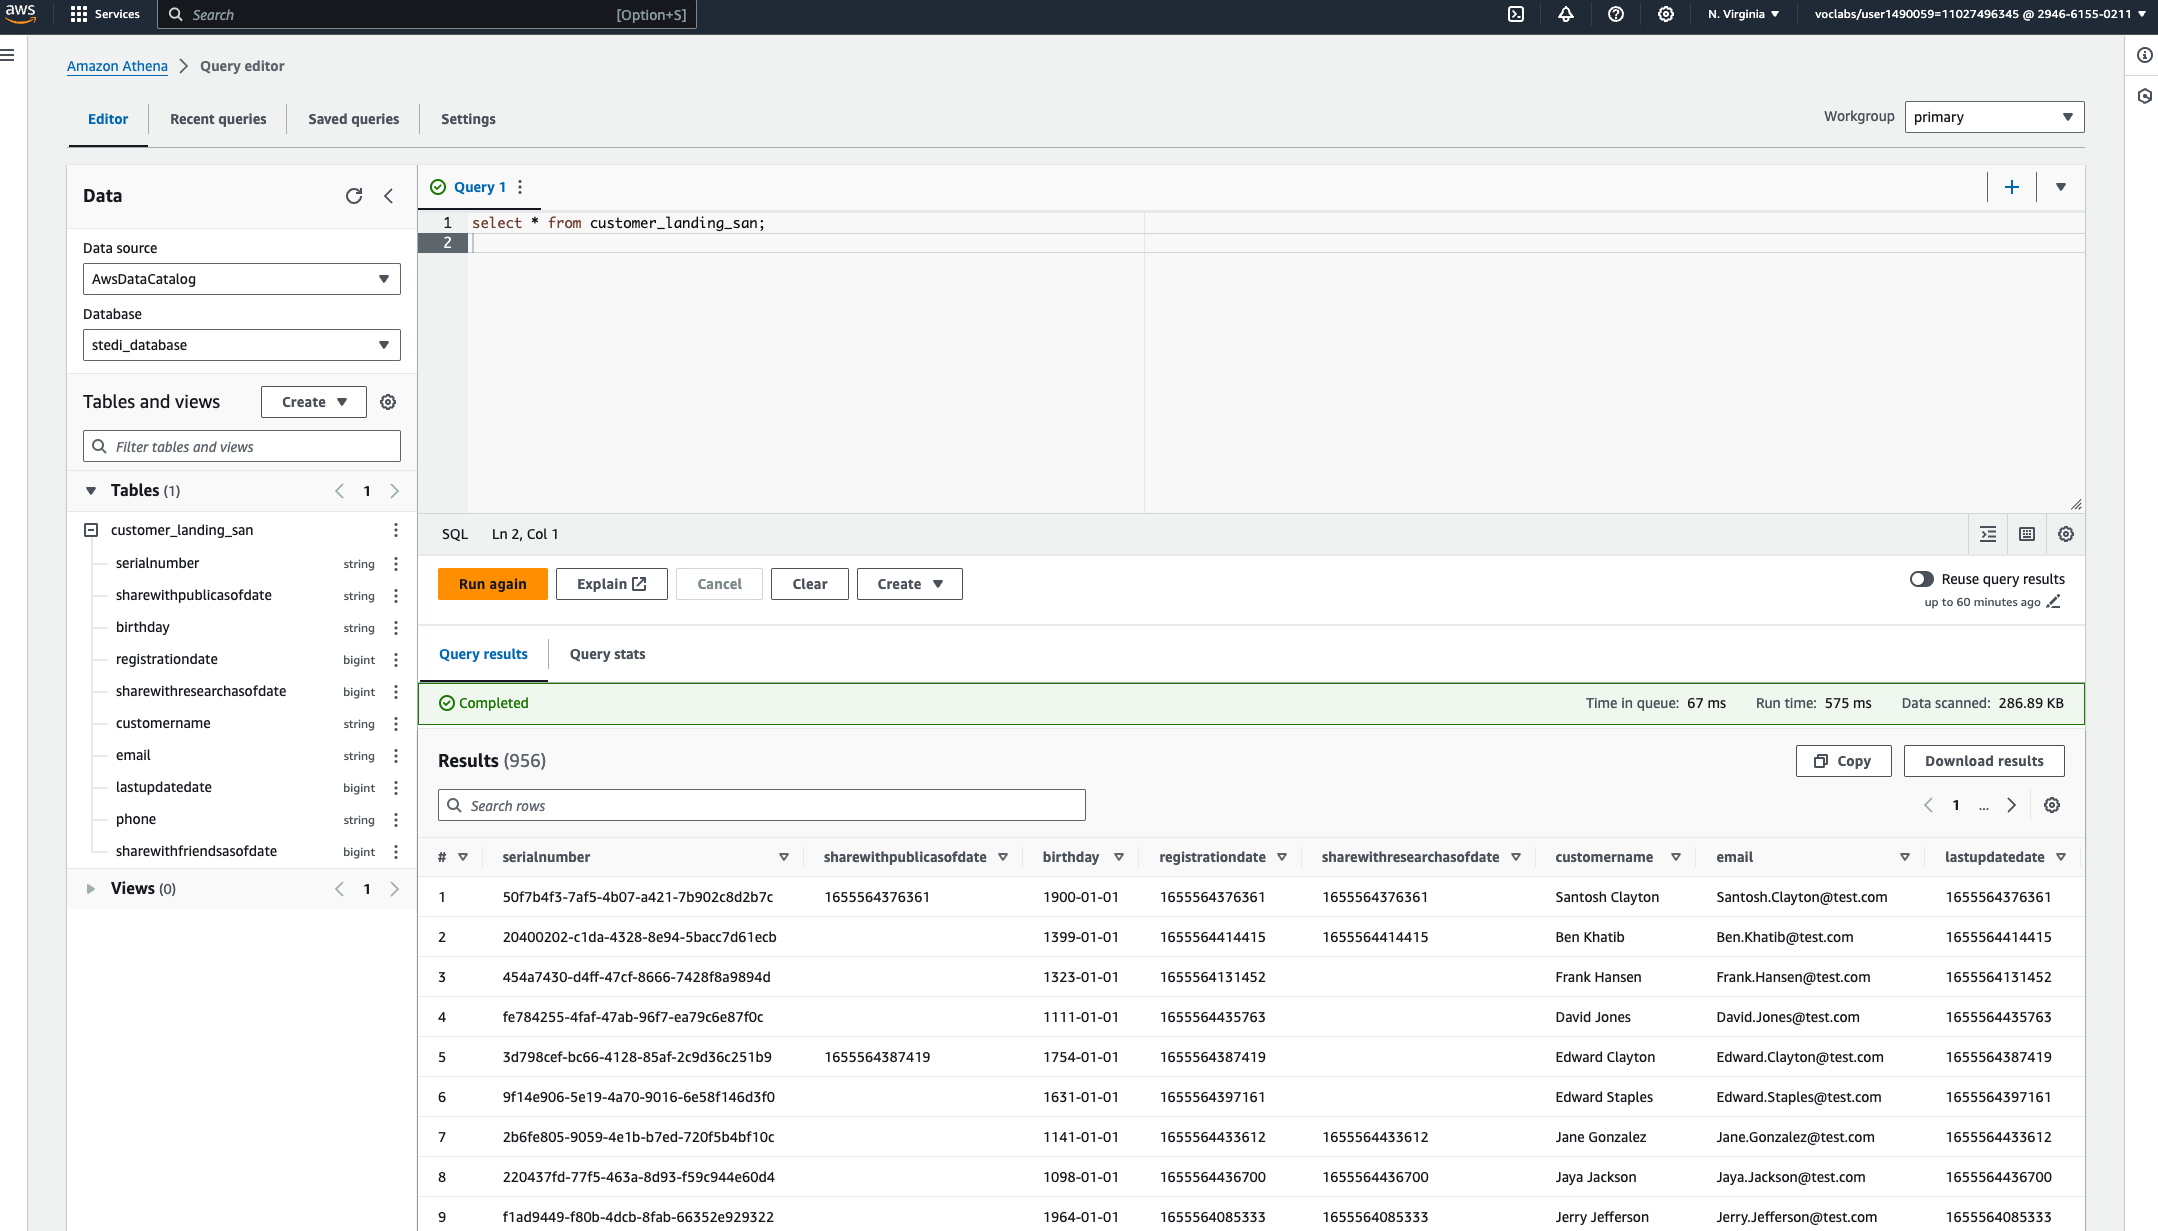 aws Services Search [Option+S] N. Virginia voclabs/user1490059=11027496345 @ 2946-6155-0211
Amazon Athena Query editor
Editor Recent queries Saved queries Settings
Workgroup primary
Data
Data source
AwsDataCatalog
Database
stedi_database
Tables and views Create
Filter tables and views
Tables (1) 1
customer_landing_san
serialnumber string
sharewithpublicasofdate string
birthday string
registrationdate bigint
sharewithresearchasofdate bigint
customername string
email string
lastupdatedate bigint
phone string
sharewithfriendsasofdate bigint
Views (0) 1
Query 1
1 select * from customer_landing_san;
2
SQL Ln 2, Col 1
Run again Explain Cancel Clear Create
Reuse query results
up to 60 minutes ago
Query results Query stats
Completed Time in queue: 67 ms Run time: 575 ms Data scanned: 286.89 KB
Results (956) Copy Download results
Search rows 1 ...
# serialnumber sharewithpublicasofdate birthday registrationdate sharewithresearchasofdate customername email lastupdatedate
1 50f7b4f3-7af5-4b07-a421-7b902c8d2b7c 1655564376361 1900-01-01 1655564376361 1655564376361 Santosh Clayton Santosh.Clayton@test.com 1655564376361
2 20400202-c1da-4328-8e94-5bacc7d61ecb 1399-01-01 1655564414415 1655564414415 Ben Khatib Ben.Khatib@test.com 1655564414415
3 454a7430-d4ff-47cf-8666-7428f8a9894d 1323-01-01 1655564131452 Frank Hansen Frank.Hansen@test.com 1655564131452
4 fe784255-4faf-47ab-96f7-ea79c6e87f0c 1111-01-01 1655564435763 David Jones David.Jones@test.com 1655564435763
5 3d798cef-bc66-4128-85af-2c9d36c251b9 1655564387419 1754-01-01 1655564387419 Edward Clayton Edward.Clayton@test.com 1655564387419
6 9f14e906-5e19-4a70-9016-6e58f146d3f0 1631-01-01 1655564397161 Edward Staples Edward.Staples@test.com 1655564397161
7 2b6fe805-9059-4e1b-b7ed-720f5b4bf10c 1141-01-01 1655564433612 1655564433612 Jane Gonzalez Jane.Gonzalez@test.com 1655564433612
8 220437fd-77f5-463a-8d93-f59c944e60d4 1098-01-01 1655564436700 1655564436700 Jaya Jackson Jaya.Jackson@test.com 1655564436700
9 f1ad9449-f80b-4dcb-8fab-66352e929322 1964-01-01 1655564085333 1655564085333 Jerry Jefferson Jerry.Jefferson@test.com 1655564085333